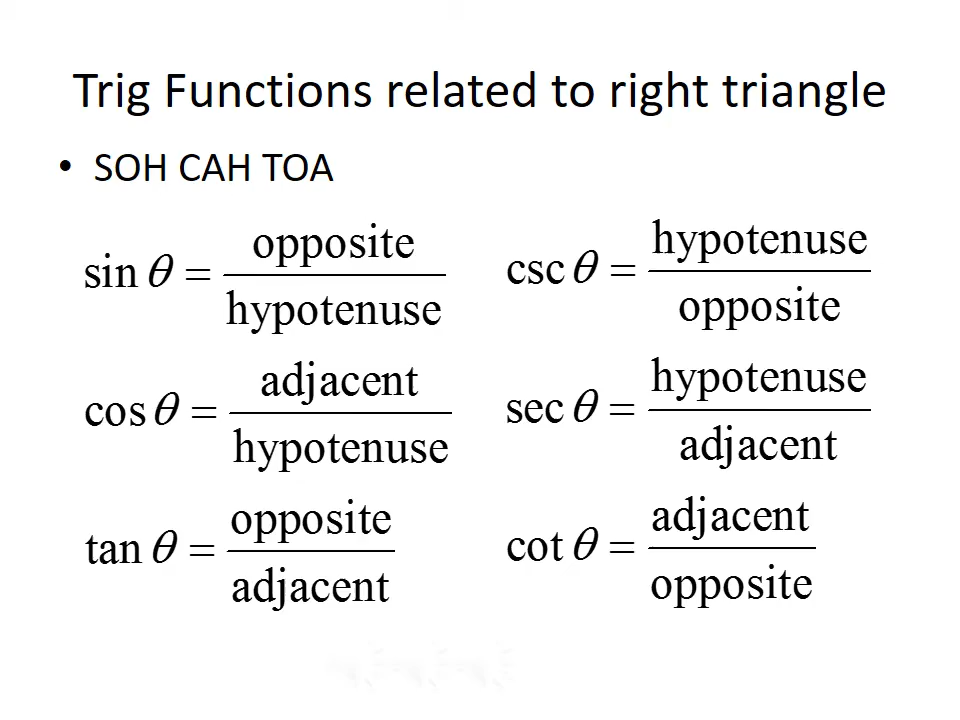 Trig Functions related to right triangle
• SOH CAH TOA
sin θ = opposite / hypotenuse
csc θ = hypotenuse / opposite
cos θ = adjacent / hypotenuse
sec θ = hypotenuse / adjacent
tan θ = opposite / adjacent
cot θ = adjacent / opposite